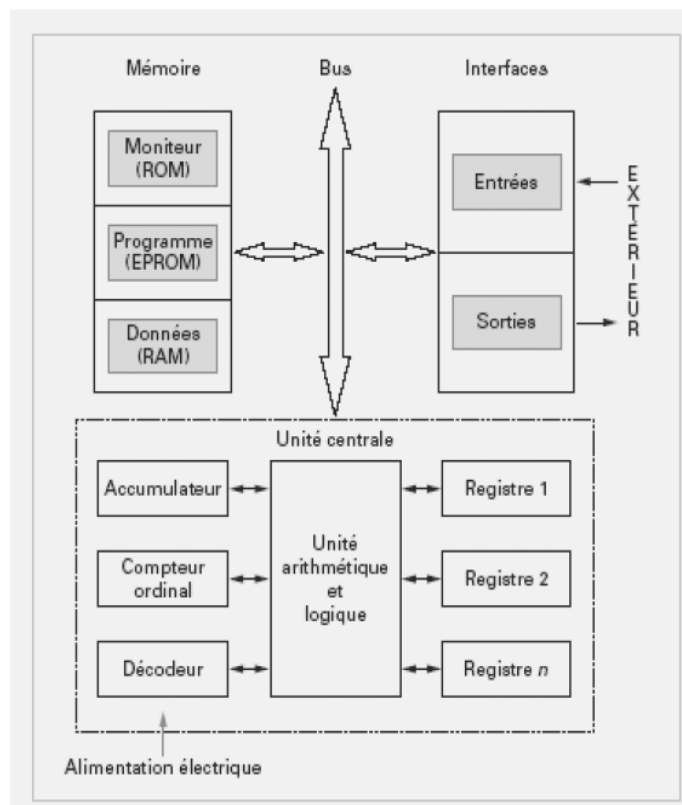 Mémoire
Bus
Interfaces
Moniteur
(ROM)
Programme
(EPROM)
Données
(RAM)
Entrées
Sorties
EXTÉRIEUR
Unité centrale
Accumulateur
Compteur
ordinal
Décodeur
Unité
arithmétique
et
logique
Registre 1
Registre 2
Registre n
Alimentation électrique